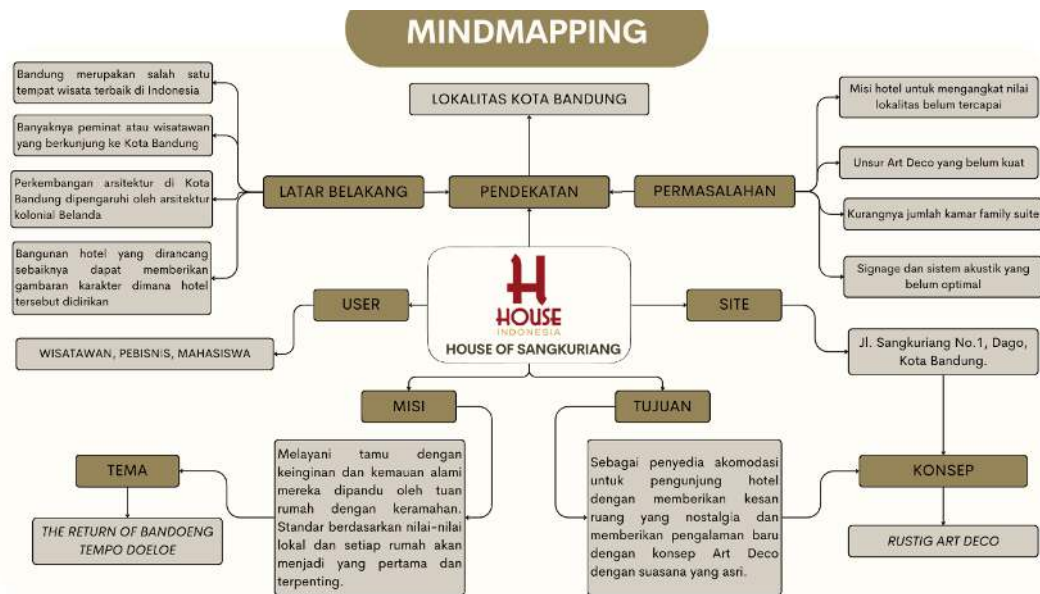 MINDMAPPING
Bandung merupakan salah satu
tempat wisata terbaik di Indonesia
Banyaknya peminat atau wisatawan
yang berkunjung ke Kota Bandung
Perkembangan arsitektur di Kota
Bandung dipengaruhi oleh arsitektur
kolonial Belanda
Bangunan hotel yang dirancang
sebaiknya dapat memberikan
gambaran karakter dimana hotel
tersebut didirikan
LATAR BELAKANG
LOKALITAS KOTA BANDUNG
PENDEKATAN
PERMASALAHAN
Misi hotel untuk mengangkat nilai
lokalitas belum tercapai
Unsur Art Deco yang belum kuat
Kurangnya jumlah kamar family suite
Signage dan sistem akustik yang
belum optimal
USER
WISATAWAN, PEBISNIS, MAHASISWA
H
HOUSE
INDONESIA
HOUSE OF SANGKURIANG
SITE
Jl. Sangkuriang No.1, Dago,
Kota Bandung.
MISI
Melayani tamu dengan
keinginan dan kemauan alami
mereka dipandu oleh tuan
rumah dengan keramahan.
Standar berdasarkan nilai-nilai
lokal dan setiap rumah akan
menjadi yang pertama dan
terpenting.
TEMA
THE RETURN OF BANDOENG
TEMPO DOELOE
TUJUAN
Sebagai penyedia akomodasi
untuk pengunjung hotel
dengan memberikan kesan
ruang yang nostalgia dan
memberikan pengalaman baru
dengan konsep Art Deco
dengan suasana yang asri.
KONSEP
RUSTIG ART DECO